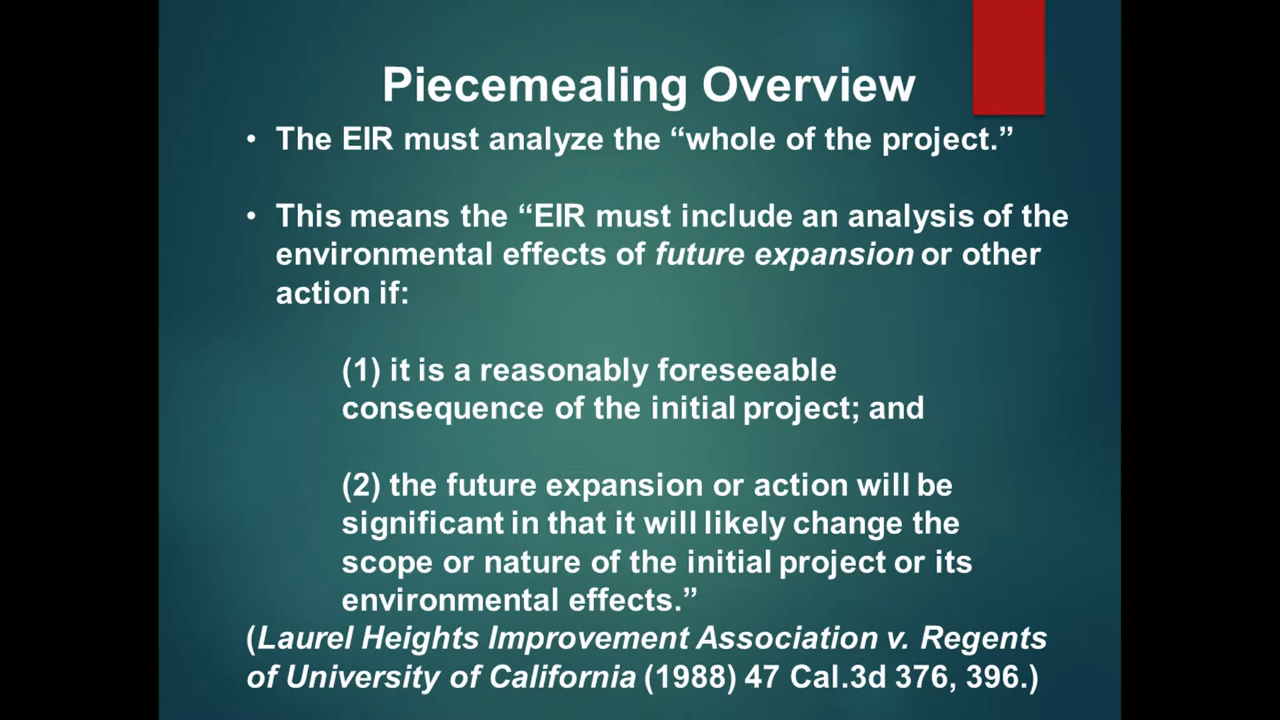 Piecemealing Overview
• The EIR must analyze the “whole of the project.”
• This means the “EIR must include an analysis of the
environmental effects of future expansion or other
action if:
(1) it is a reasonably foreseeable
consequence of the initial project; and
(2) the future expansion or action will be
significant in that it will likely change the
scope or nature of the initial project or its
environmental effects.”
(Laurel Heights Improvement Association v. Regents
of University of California (1988) 47 Cal.3d 376, 396.)